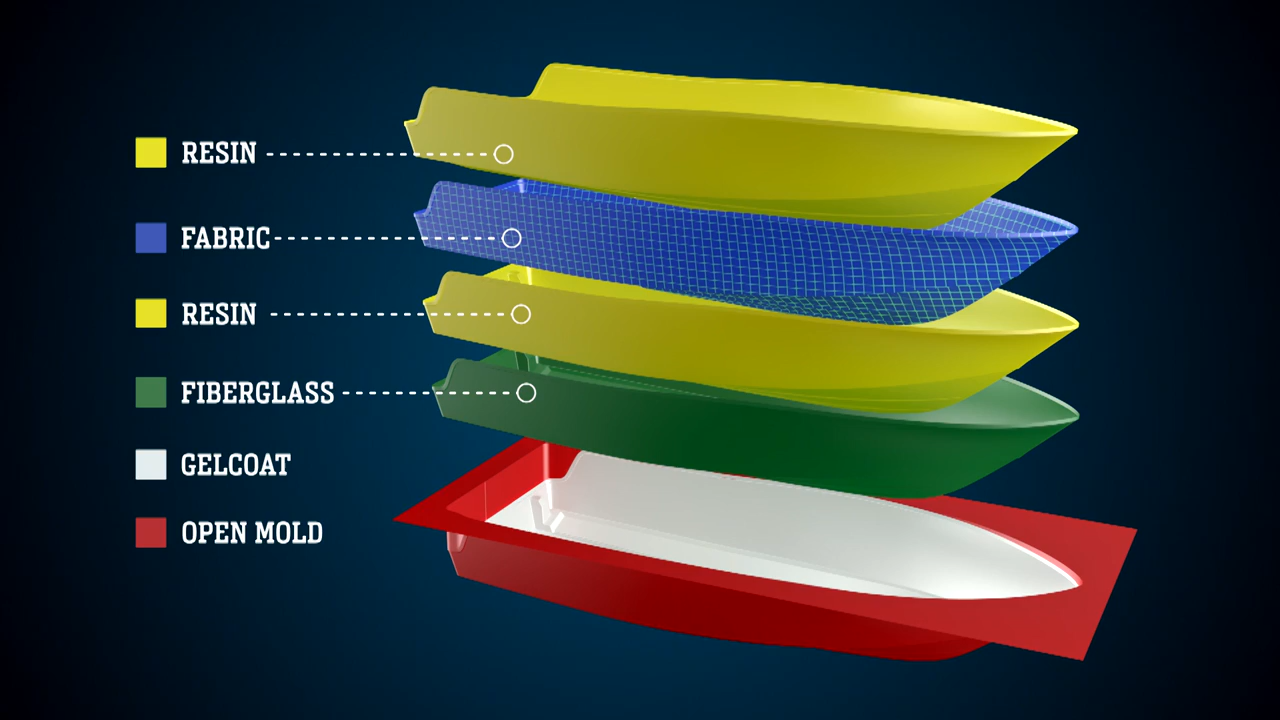 RESIN
FABRIC
RESIN
FIBERGLASS
GELCOAT
OPEN MOLD